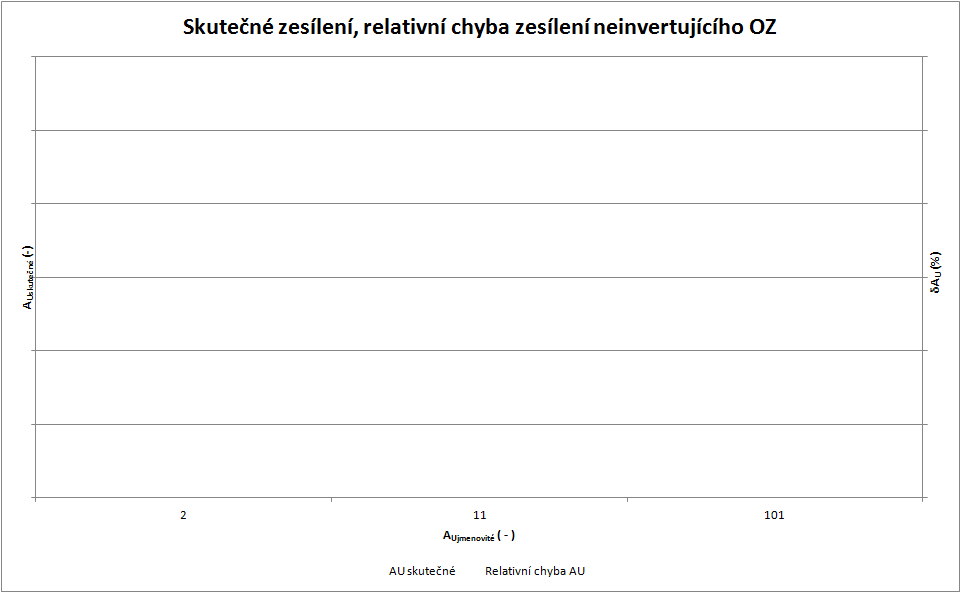 Skutečné zesílení, relativní chyba zesílení neinvertujícího OZ
AUskutečné (-)
δAU (%)
2 11 101
AUjmenovité ( - )
AU skutečné Relativní chyba AU